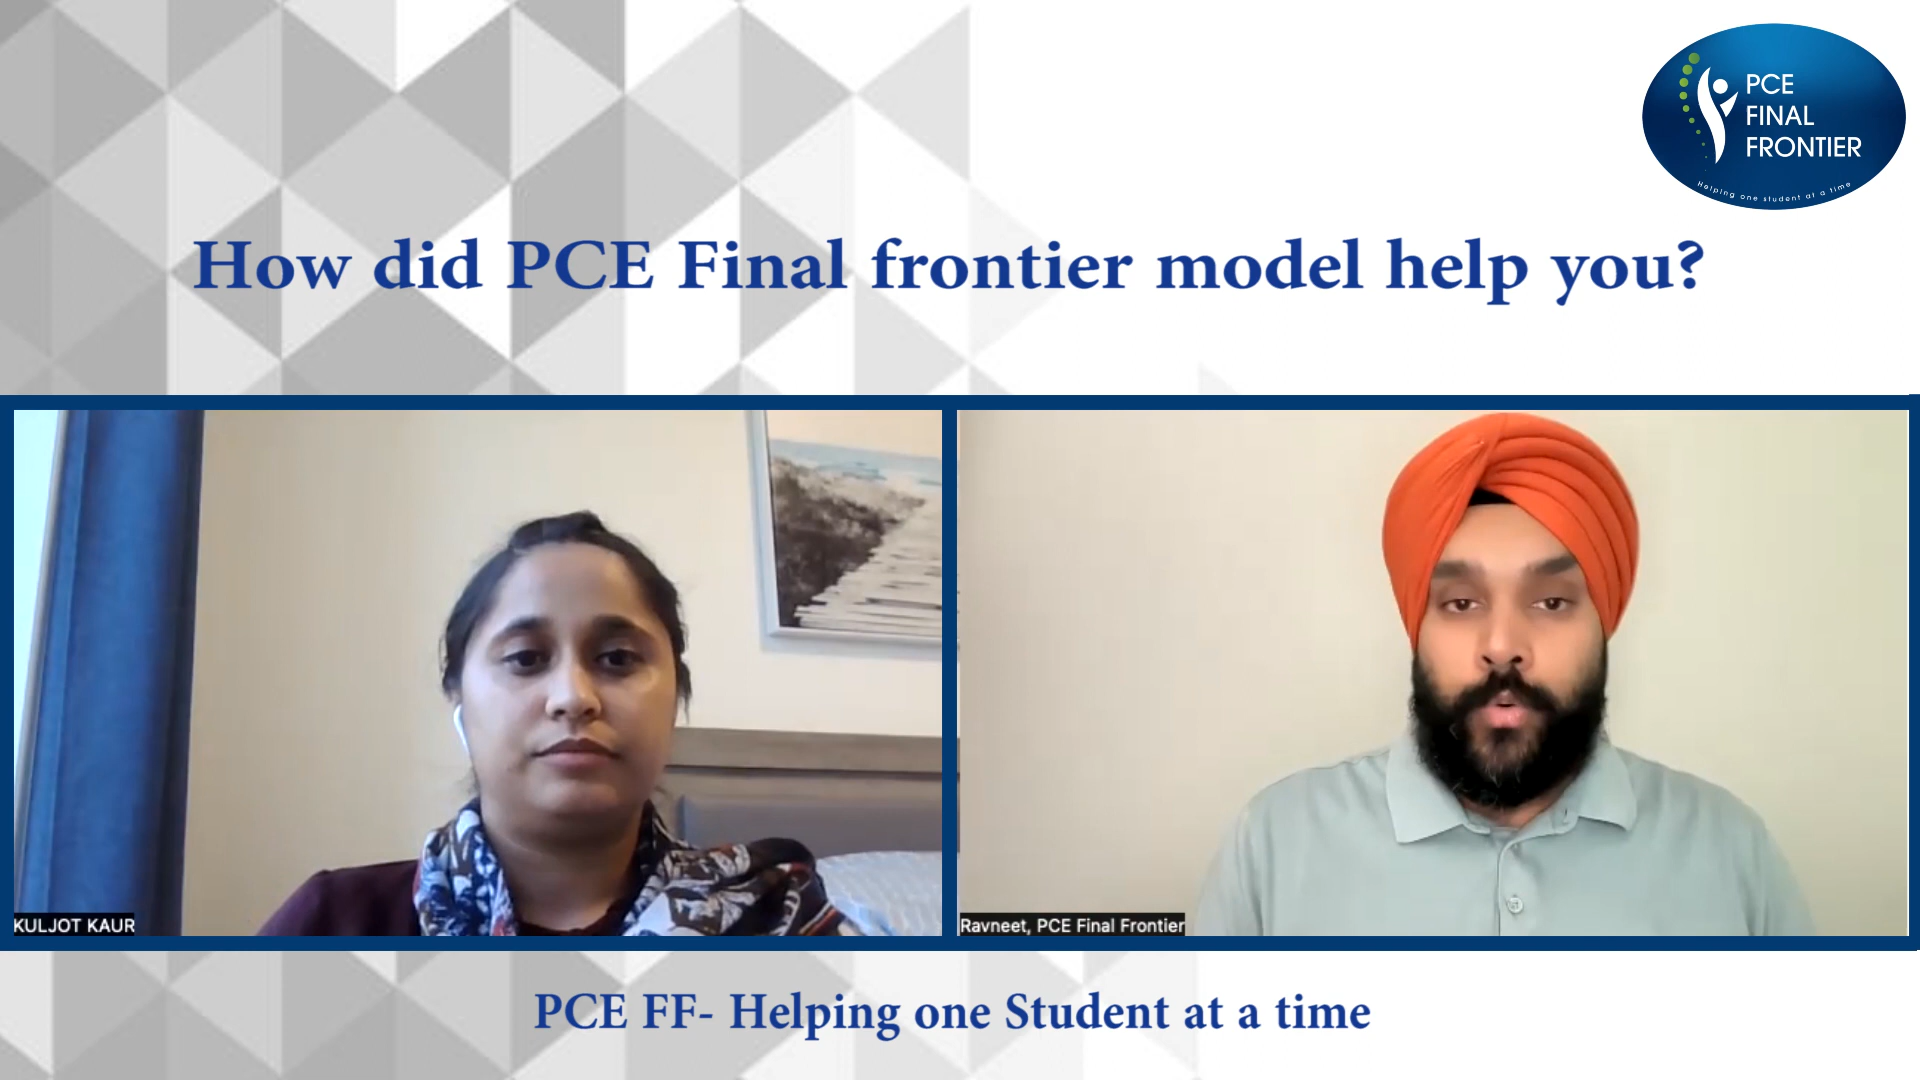 PCE
FINAL
FRONTIER
Helping one student at a time
How did PCE Final frontier model help you?
KULJOT KAUR
Ravneet, PCE Final Frontier
PCE FF- Helping one Student at a time